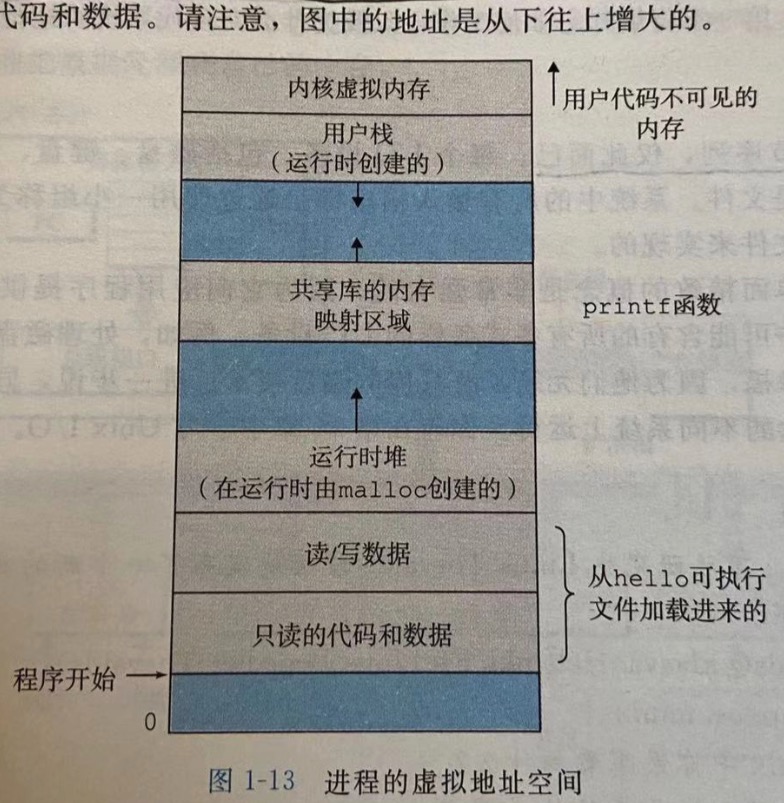 代码和数据。请注意，图中的地址是从下往上增大的。
内核虚拟内存
用户代码不可见的
内存
用户栈
（运行时创建的）
共享库的内存
映射区域
printf函数
运行时堆
（在运行时由malloc创建的）
读/写数据
只读的代码和数据
从hello可执行
文件加载进来的
程序开始
0
图 1-13 进程的虚拟地址空间